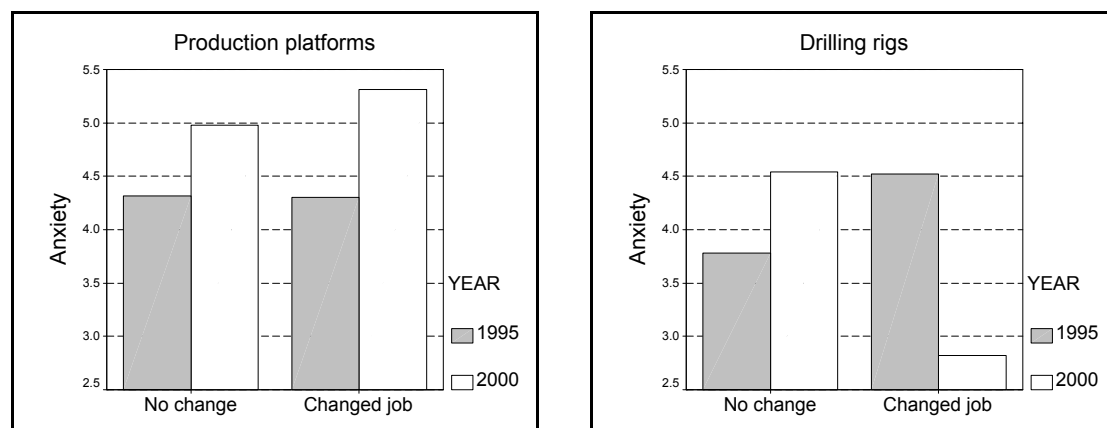 Production platforms
5.5
5.0
4.5
4.0
3.5
3.0
2.5
Anxiety
No change
Changed job
YEAR
1995
2000
Drilling rigs
5.5
5.0
4.5
4.0
3.5
3.0
2.5
Anxiety
No change
Changed job
YEAR
1995
2000